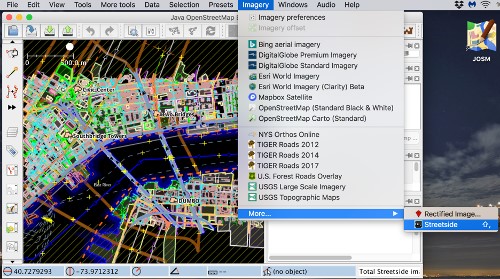 Tools More tools Data Selection Presets Imagery Windows Audio Help
Java OpenStreetMap E
Imagery preferences
Imagery offset
Bing aerial imagery
DigitalGlobe Premium Imagery
DigitalGlobe Standard Imagery
Esri World Imagery
Esri World Imagery (Clarity) Beta
Mapbox Satellite
OpenStreetMap (Standard Black & White)
OpenStreetMap Carto (Standard)
NYS Orthos Online
TIGER Roads 2012
TIGER Roads 2014
TIGER Roads 2017
U.S. Forest Roads Overlay
USGS Large Scale Imagery
USGS Topographic Maps
More...
Rectified Image...
Streetside
JOSM
500.0 m
Civic Center
Southbridge Towers
DUMBO
40.7279293
-73.9712312
(no object)
Total Streetside im.